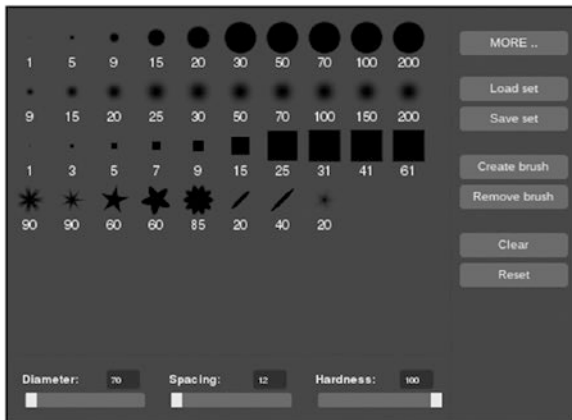 1 5 9 15 20 30 50 70 100 200
MORE ..
9 15 20 25 30 50 70 100 150 200
Load set
Save set
1 3 5 7 9 15 25 31 41 61
Create brush
Remove brush
90 90 60 60 85 20 40 20
Clear
Reset
Diameter: 70 Spacing: 12 Hardness: 100